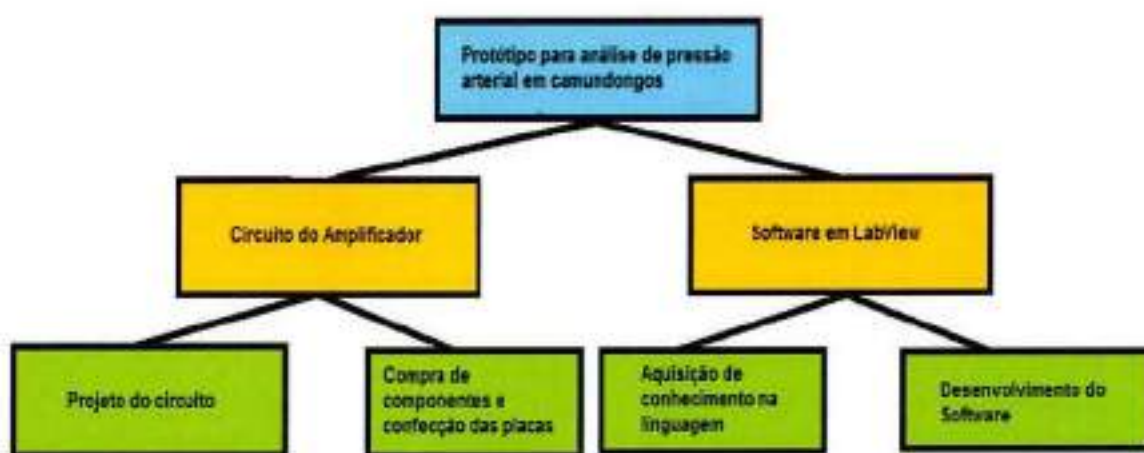 Protótipo para análise de pressão
arterial em camundongos
Circuito do Amplificador
Software em LabView
Projeto do circuito
Compra de
componentes e
confecção das placas
Aquisição de
conhecimento na
linguagem
Desenvolvimento do
Software